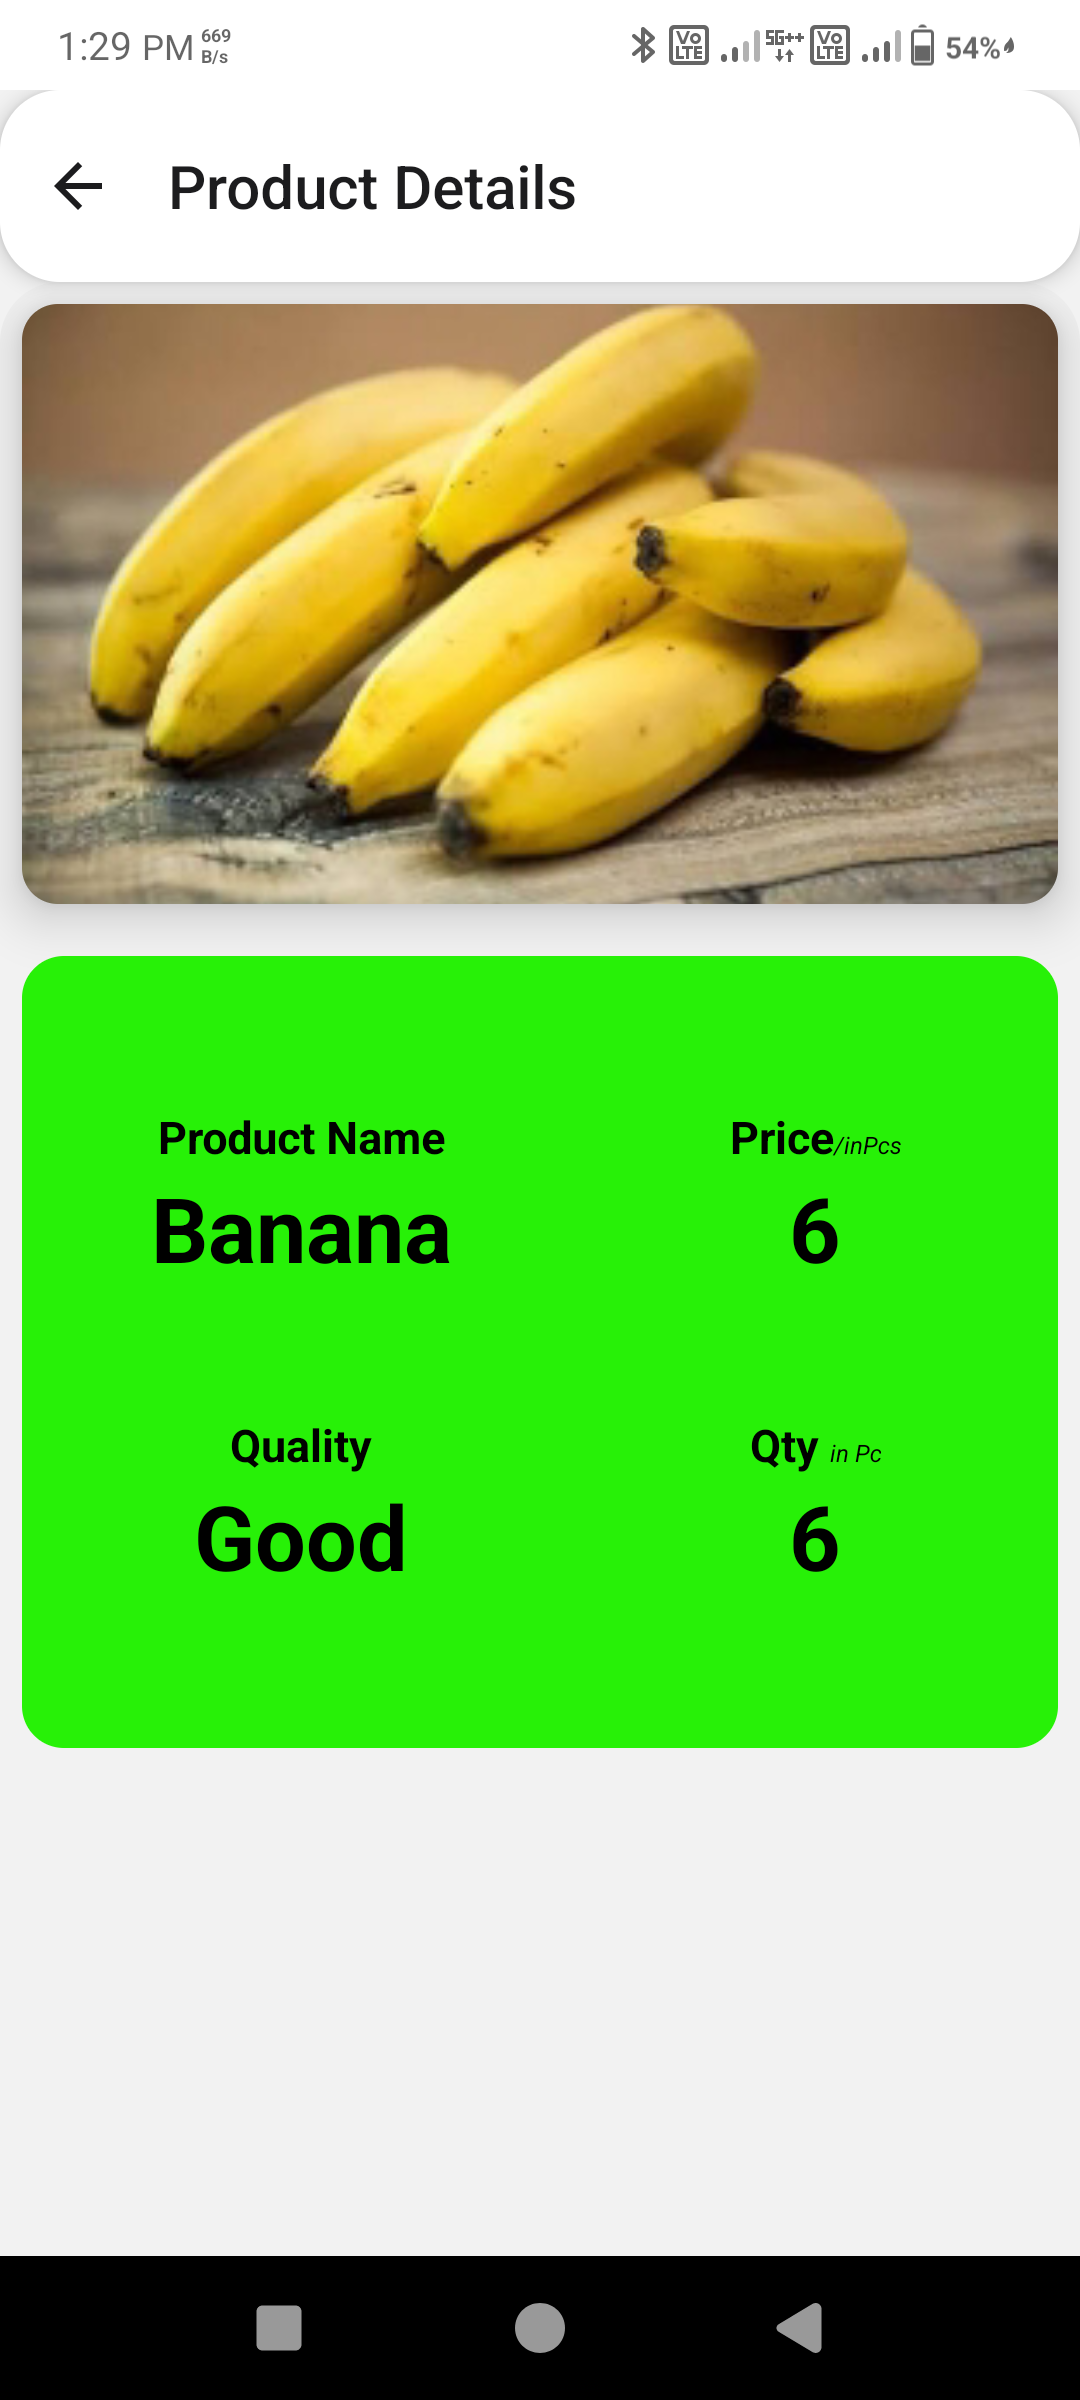 1:29 PM 669 B/s Vo LTE 5G++ Vo LTE 54%
Product Details
Product Name Price/inPcs
Banana 6
Quality Qty in Pc
Good 6